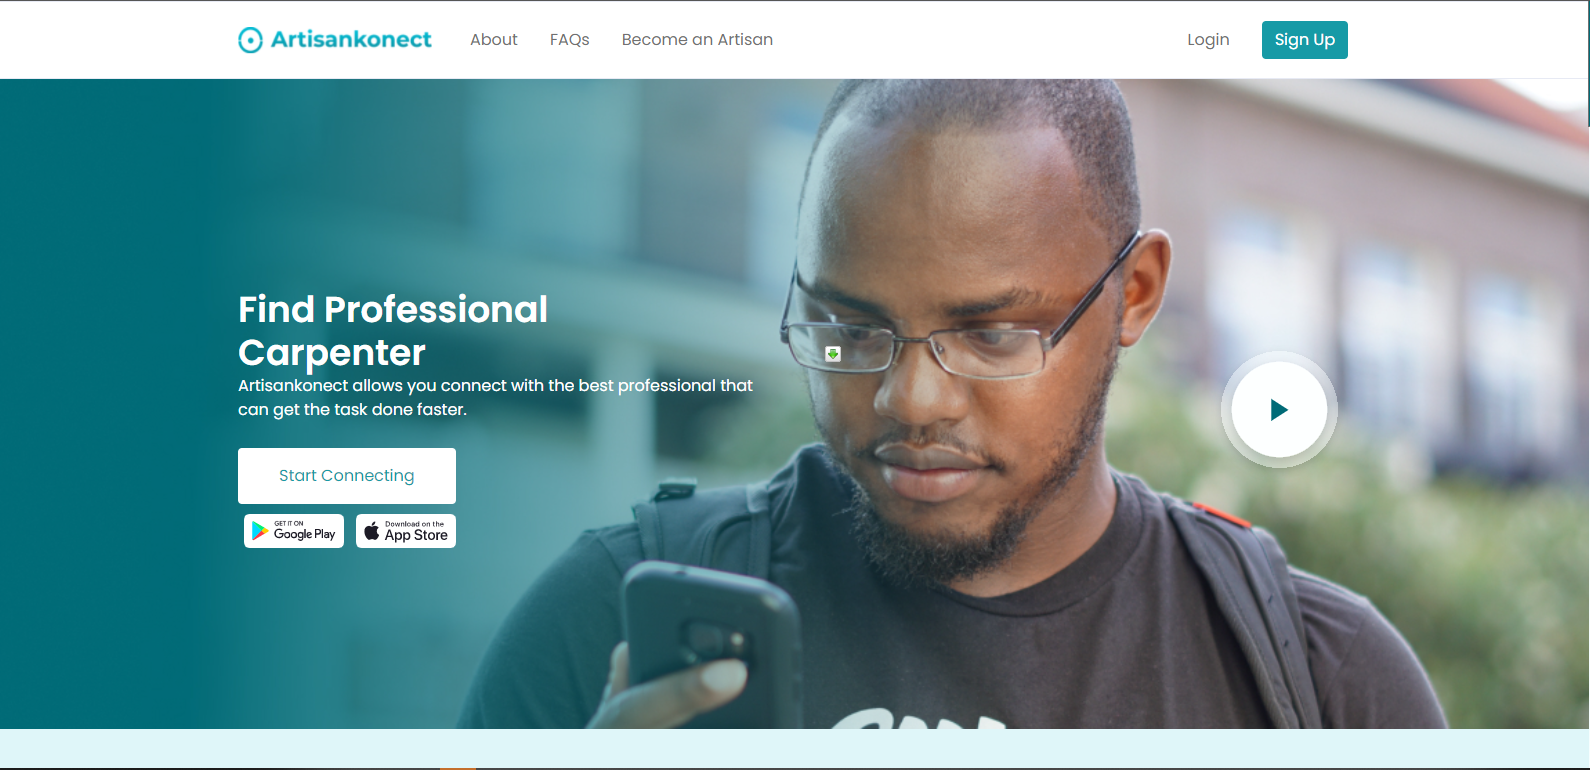 Artisankonect
About
FAQs
Become an Artisan
Login
Sign Up
Find Professional
Carpenter
Artisankonect allows you connect with the best professional that
can get the task done faster.
Start Connecting
GET IT ON
Google Play
Download on the
App Store